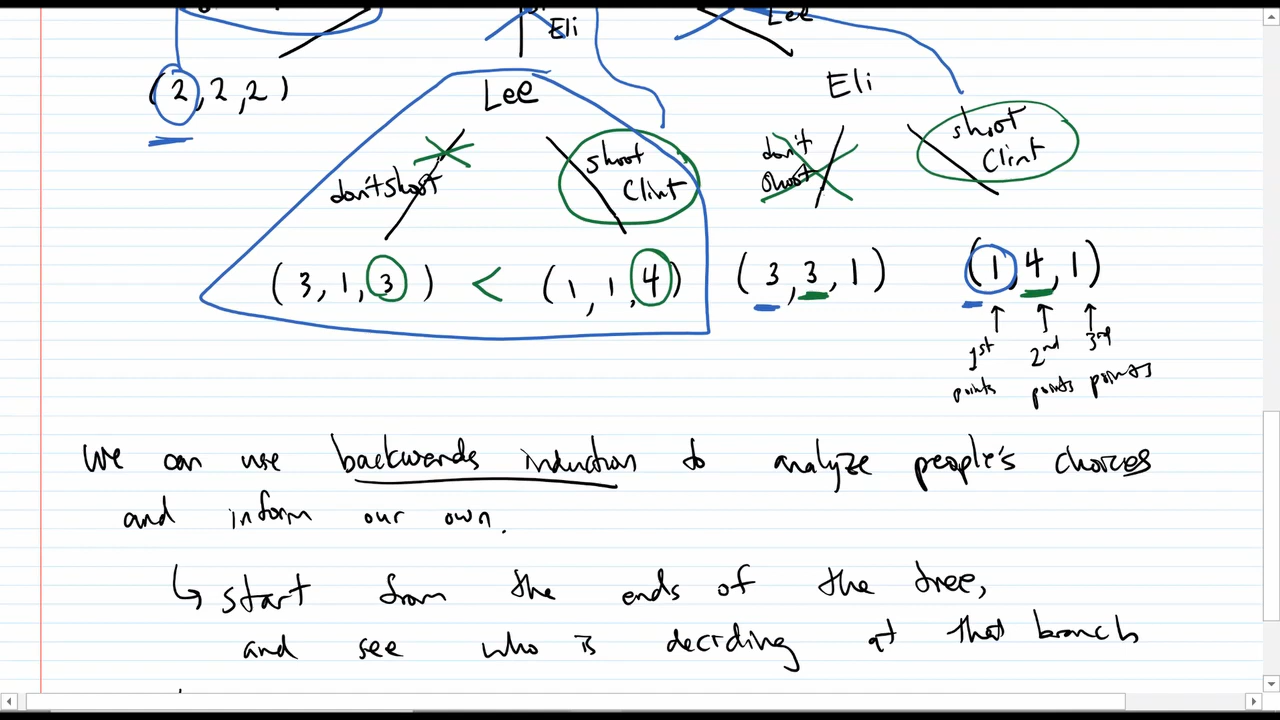 Eli
Lee
(2,2,2)
Lee
Eli
don't shoot
shoot
Clint
don't
shoot
shoot
Clint
(3, 1, 3) < (1, 1, 4)
(3, 3, 1)
(1, 4, 1)
1st
points
2nd
points
3rd
points
We can use backwards induction to analyze people's choices
and inform our own.
↳ start from the ends of the tree,
and see who is deciding at that branch